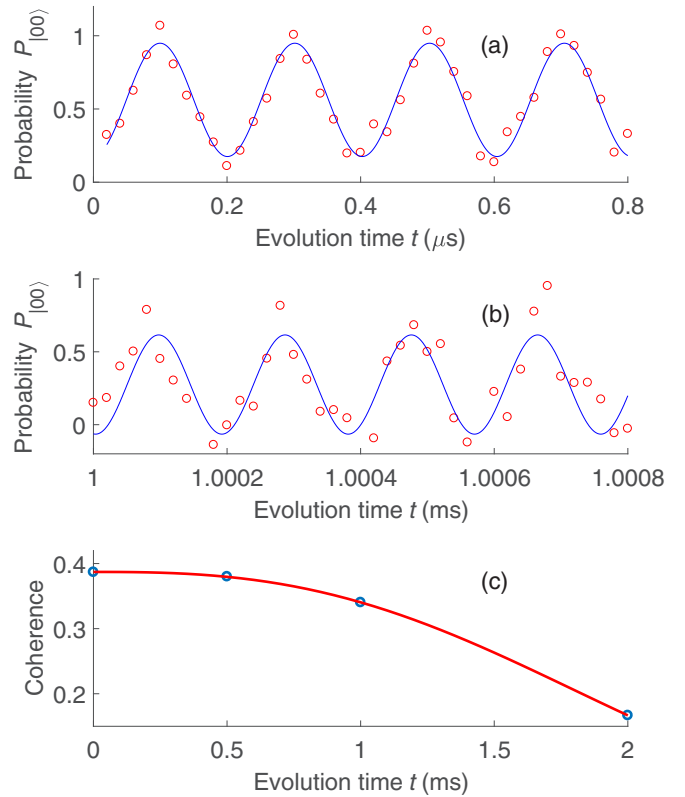 (a)
1
0.5
0
Probability P|00⟩
0 0.2 0.4 0.6 0.8
Evolution time t (μs)
(b)
1
0.5
0
Probability P|00⟩
1 1.0002 1.0004 1.0006 1.0008
Evolution time t (ms)
(c)
0.4
0.3
0.2
Coherence
0 0.5 1 1.5 2
Evolution time t (ms)